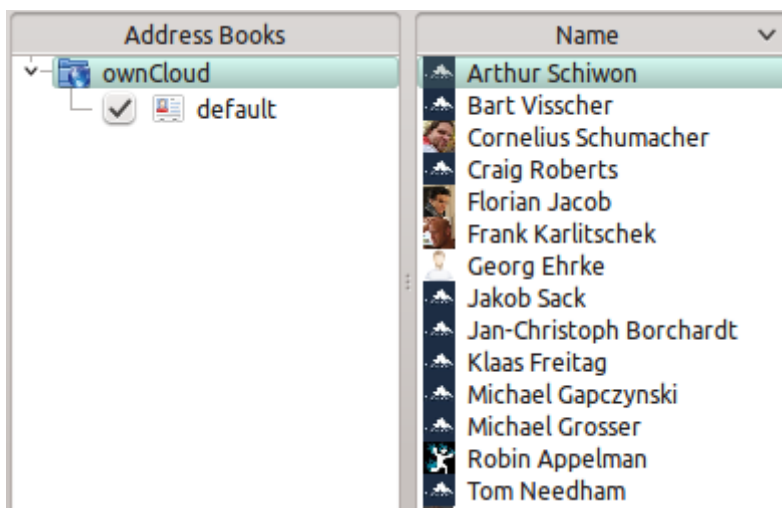 Address Books
ownCloud
default
Name
Arthur Schiwon
Bart Visscher
Cornelius Schumacher
Craig Roberts
Florian Jacob
Frank Karlitschek
Georg Ehrke
Jakob Sack
Jan-Christoph Borchardt
Klaas Freitag
Michael Gapczynski
Michael Grosser
Robin Appelman
Tom Needham